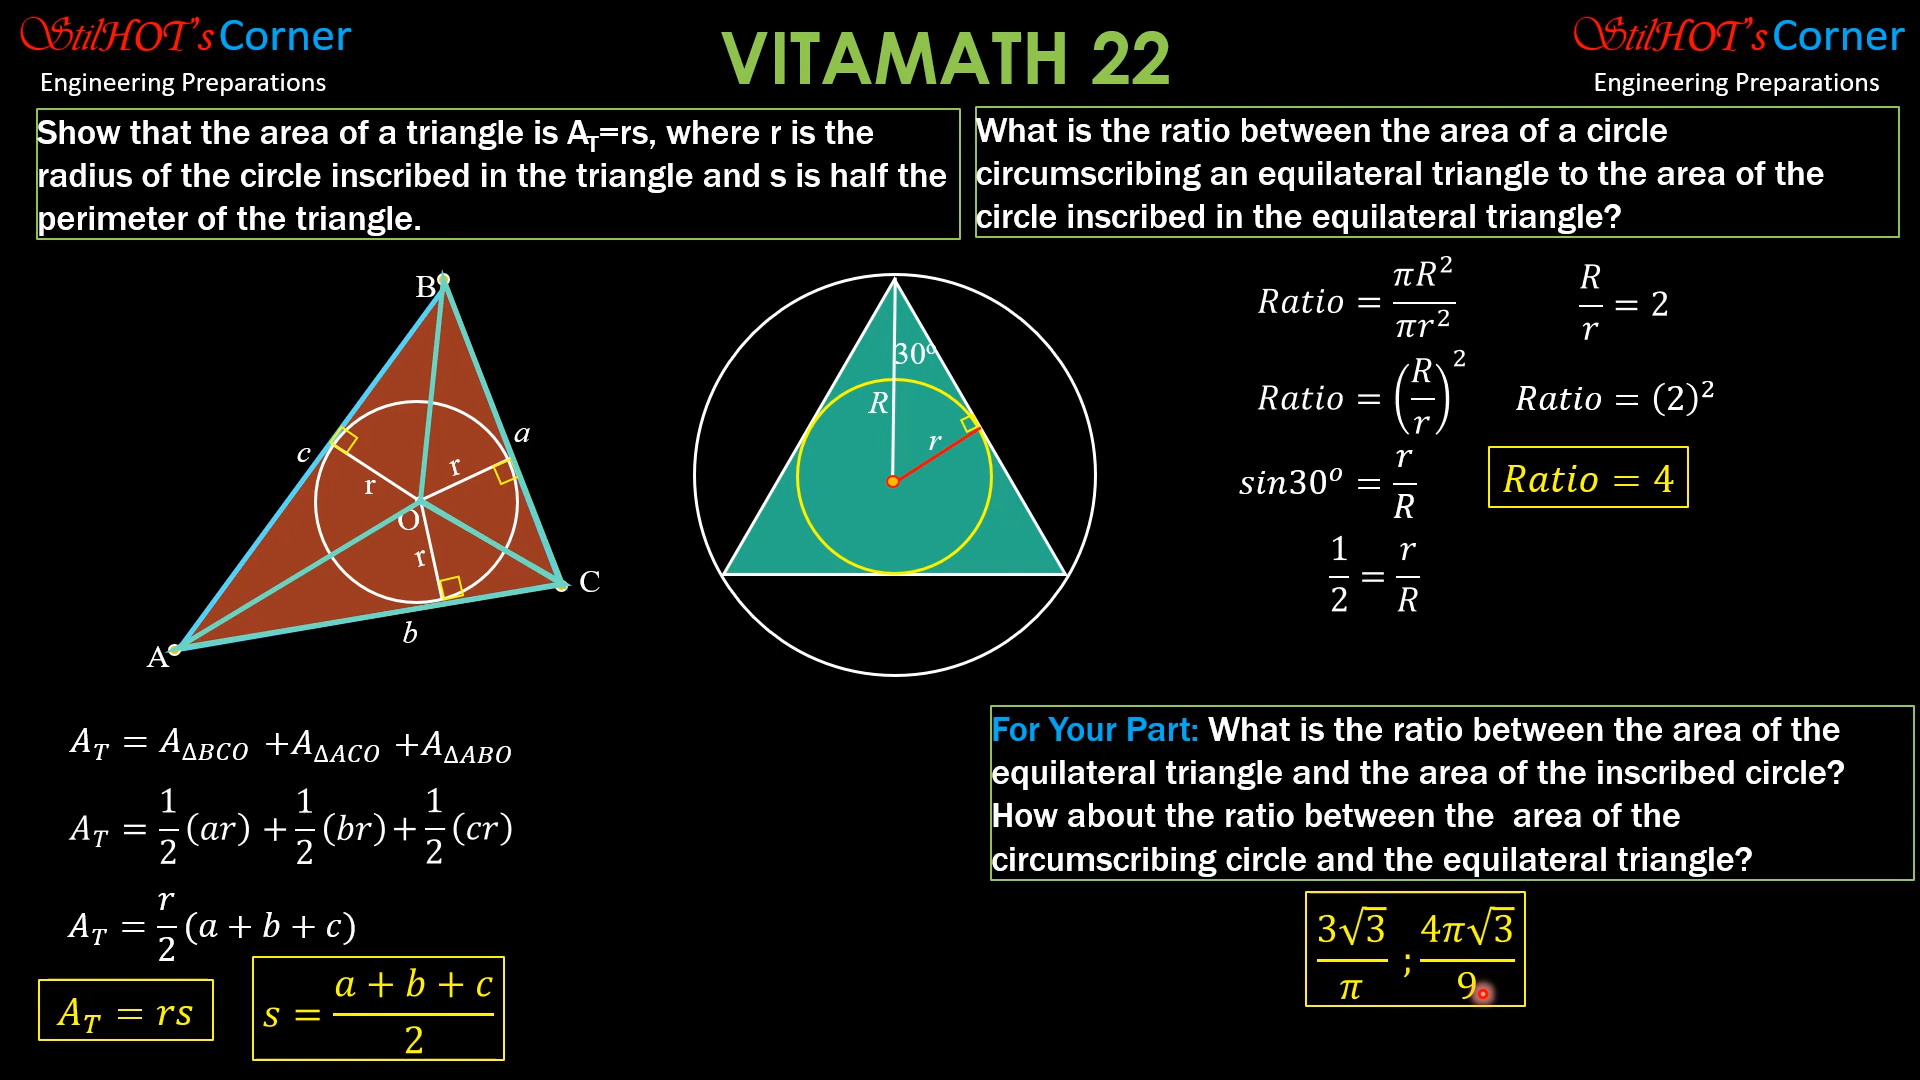 StilHOT's Corner
Engineering Preparations
VITAMATH 22
StilHOT's Corner
Engineering Preparations
Show that the area of a triangle is A_T=rs, where r is the
radius of the circle inscribed in the triangle and s is half the
perimeter of the triangle.
What is the ratio between the area of a circle
circumscribing an equilateral triangle to the area of the
circle inscribed in the equilateral triangle?
B
a
c
r
r
O
r
C
b
A
30º
R
r
Ratio = πR²/πr²
R/r = 2
Ratio = (R/r)²
Ratio = (2)²
sin30º = r/R
Ratio = 4
1/2 = r/R
A_T = A_ΔBCO +A_ΔACO +A_ΔABO
A_T = 1/2(ar) +1/2(br)+1/2(cr)
A_T = r/2(a + b + c)
A_T = rs
s = (a + b + c)/2
For Your Part: What is the ratio between the area of the
equilateral triangle and the area of the inscribed circle?
How about the ratio between the area of the
circumscribing circle and the equilateral triangle?
3√3/π ; 4π√3/9